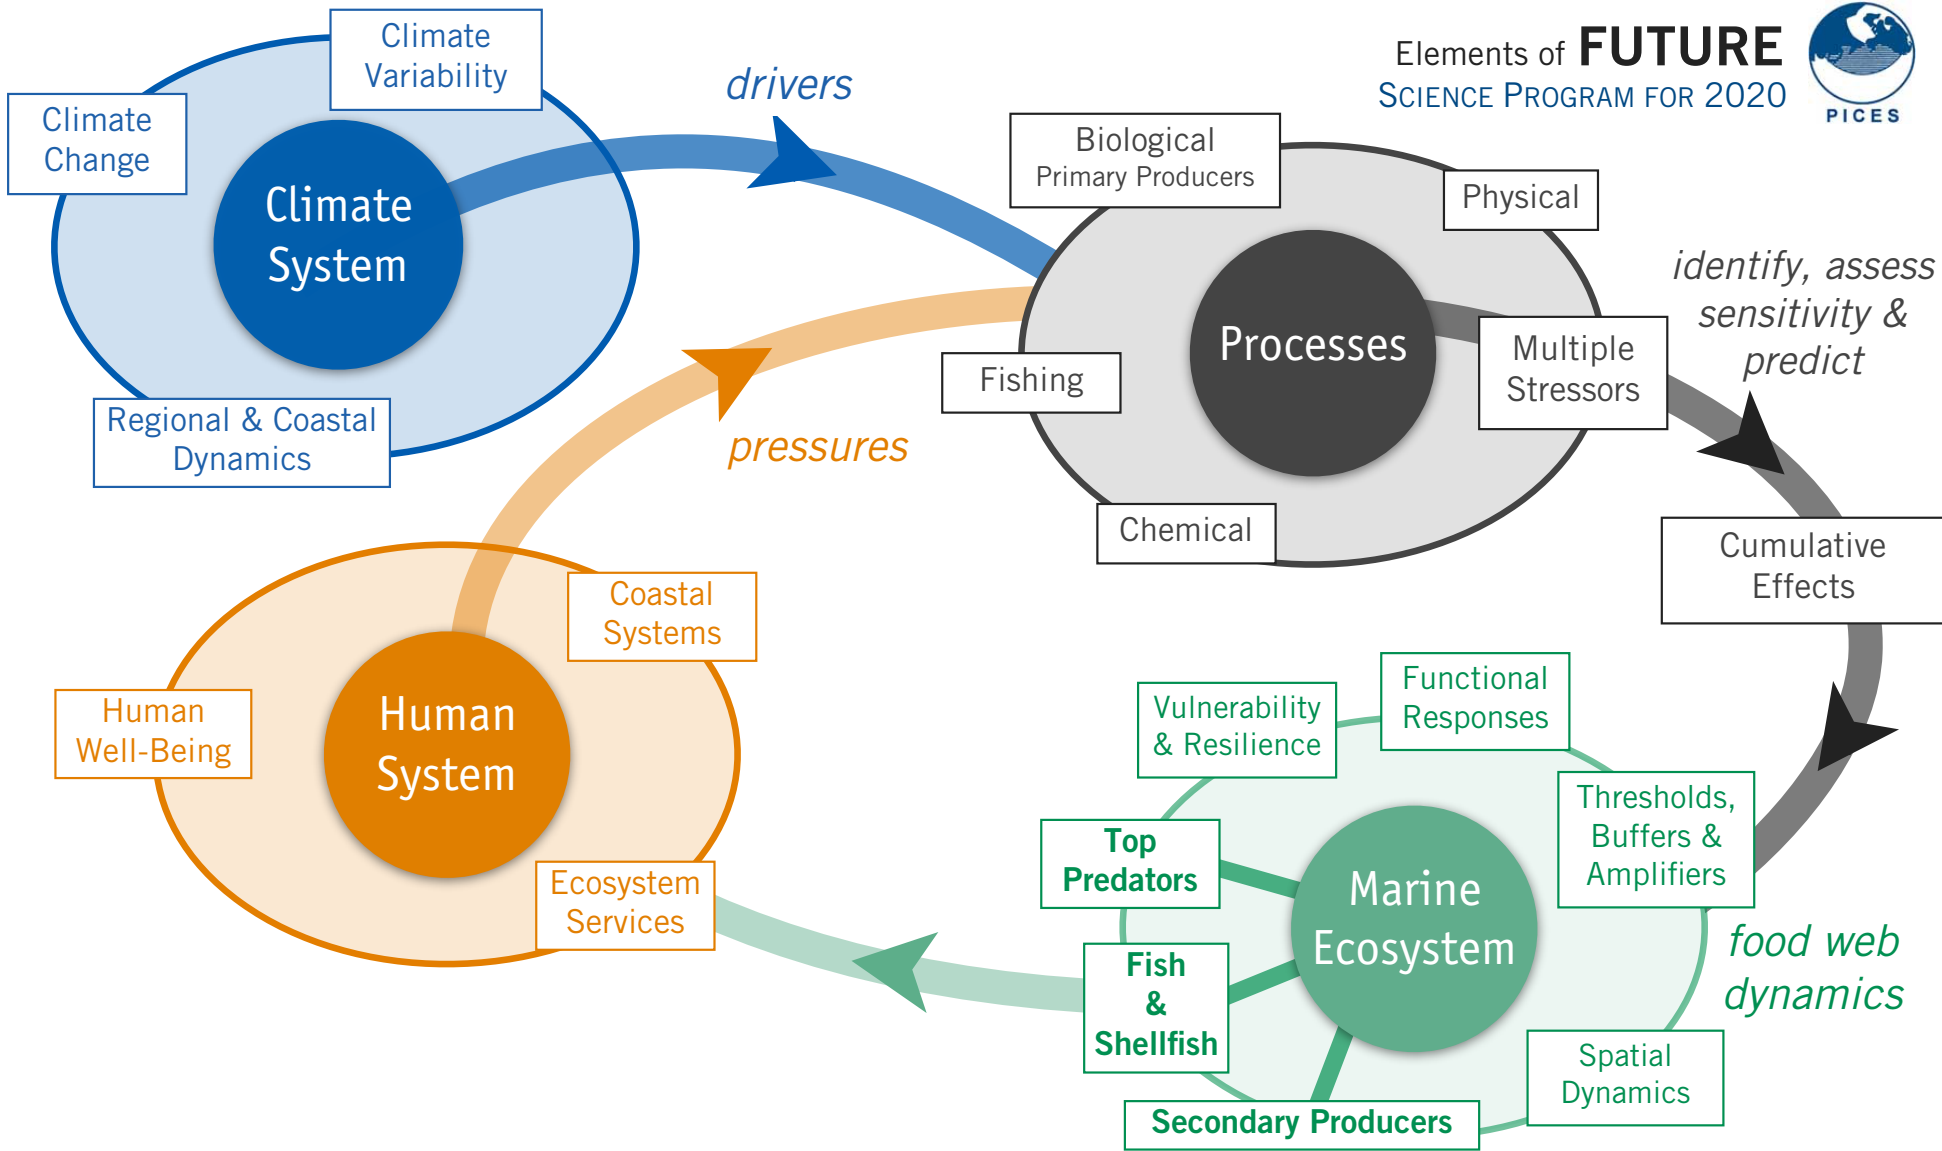 Elements of FUTURE
SCIENCE PROGRAM FOR 2020
PICES
Climate
Variability
Climate
Change
Climate
System
Regional & Coastal
Dynamics
drivers
pressures
Biological
Primary Producers
Physical
Processes
Fishing
Multiple
Stressors
Chemical
identify, assess
sensitivity &
predict
Cumulative
Effects
Coastal
Systems
Human
Well-Being
Human
System
Ecosystem
Services
Functional
Responses
Vulnerability
& Resilience
Thresholds,
Buffers &
Amplifiers
Top
Predators
Marine
Ecosystem
Fish
&
Shellfish
food web
dynamics
Spatial
Dynamics
Secondary Producers